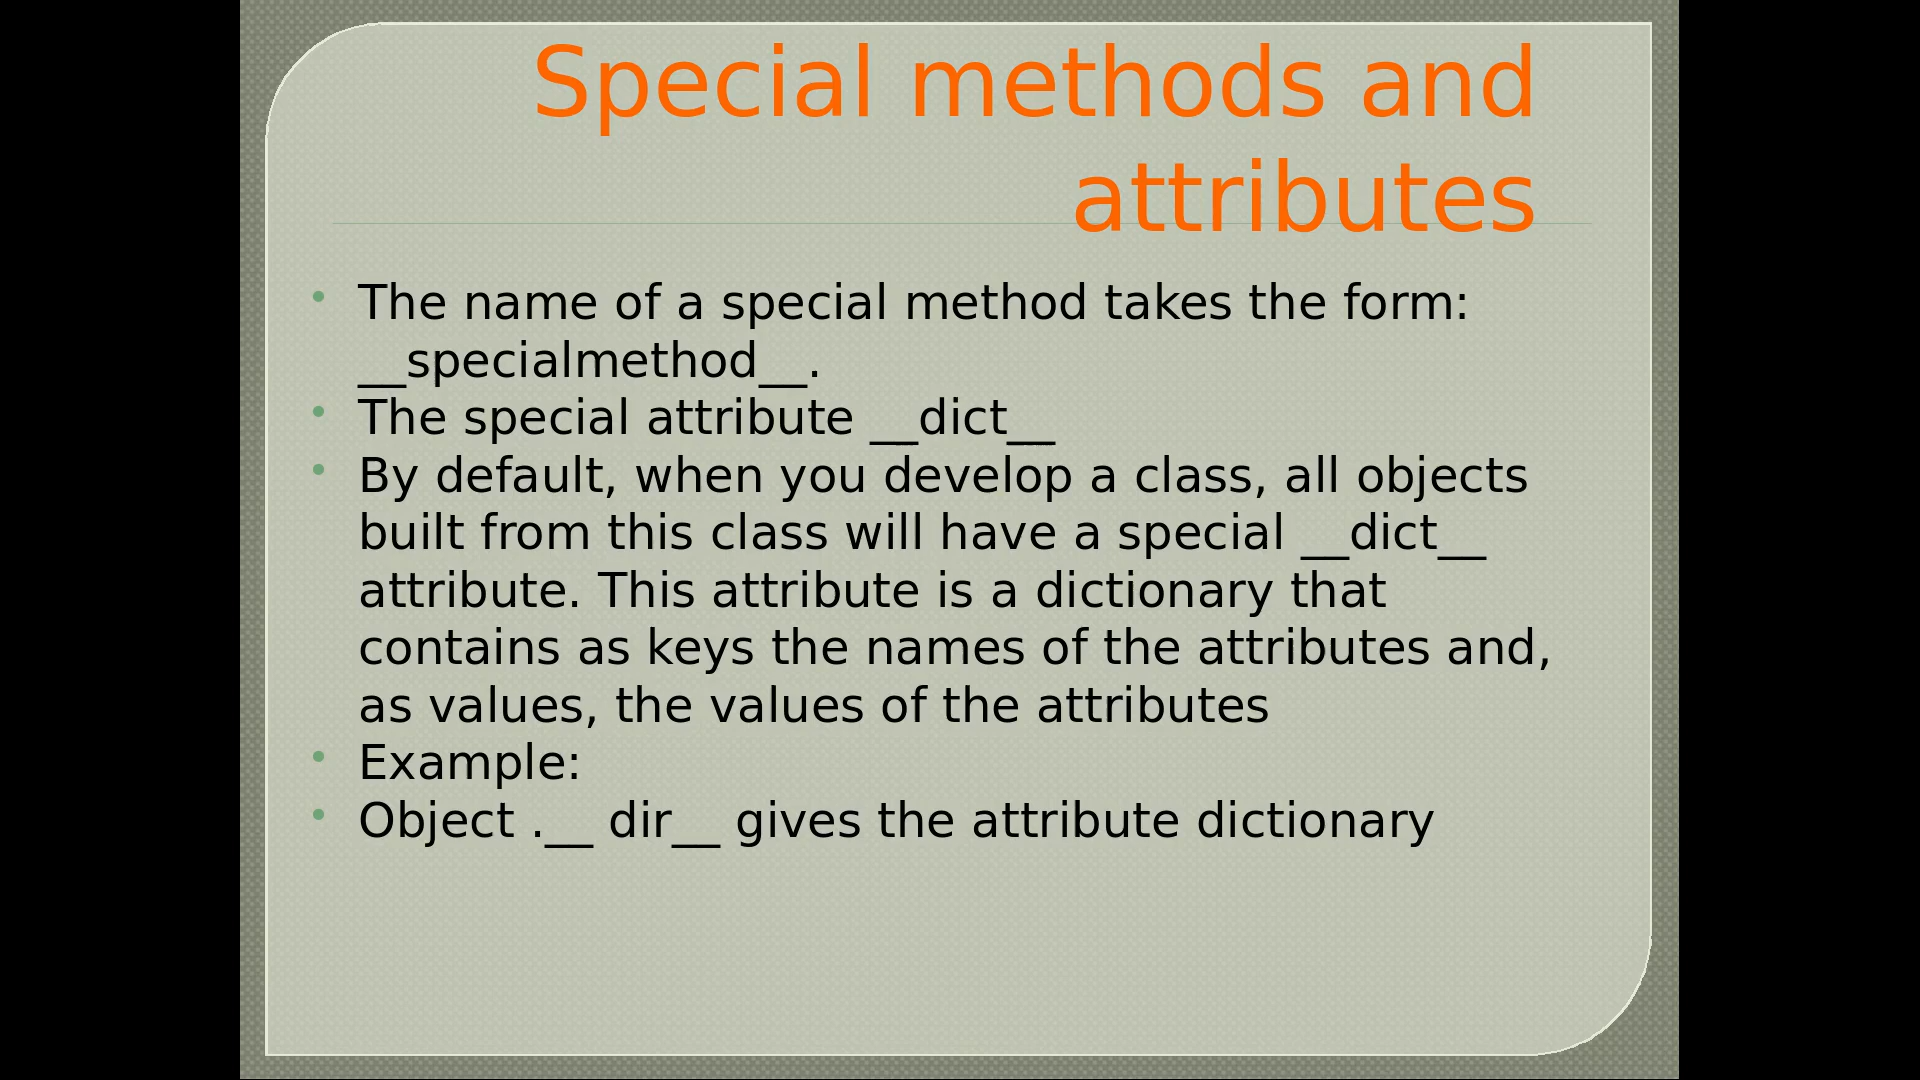 Special methods and
attributes
• The name of a special method takes the form:
__specialmethod__.
• The special attribute __dict__
• By default, when you develop a class, all objects
built from this class will have a special __dict__
attribute. This attribute is a dictionary that
contains as keys the names of the attributes and,
as values, the values of the attributes
• Example:
• Object .__ dir__ gives the attribute dictionary